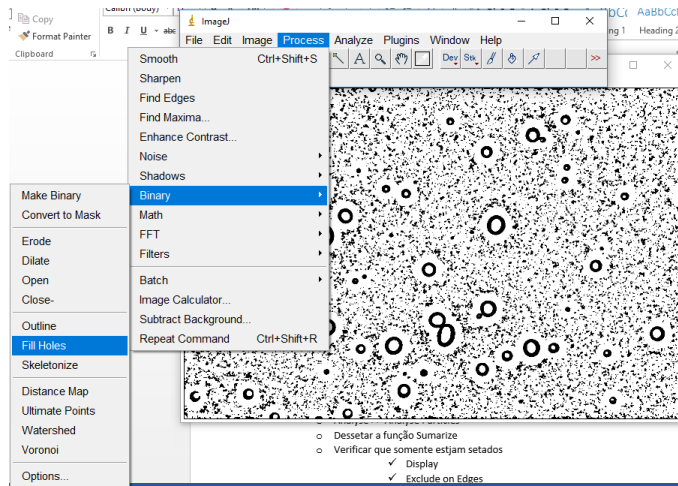 Copy
Format Painter
Clipboard
B I U abc
AaBbCcI
ng 1 Heading 2
ImageJ
File Edit Image Process Analyze Plugins Window Help
A Dev Stk >>
Smooth Ctrl+Shift+S
Sharpen
Find Edges
Find Maxima...
Enhance Contrast...
Noise
Shadows
Binary
Math
FFT
Filters
Batch
Image Calculator...
Subtract Background...
Repeat Command Ctrl+Shift+R
Make Binary
Convert to Mask
Erode
Dilate
Open
Close-
Outline
Fill Holes
Skeletonize
Distance Map
Ultimate Points
Watershed
Voronoi
Options...
o Dessetar a função Sumarize
o Verificar que somente estjam setados
✓ Display
✓ Exclude on Edges